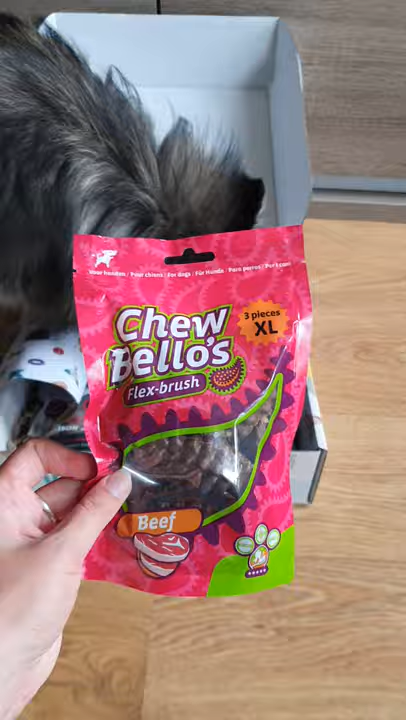 Voor honden / Pour chiens / For dogs / Für Hunde / Para perros / Per i cani
Chew
Bello's
Flex-brush
3 pieces
XL
Beef